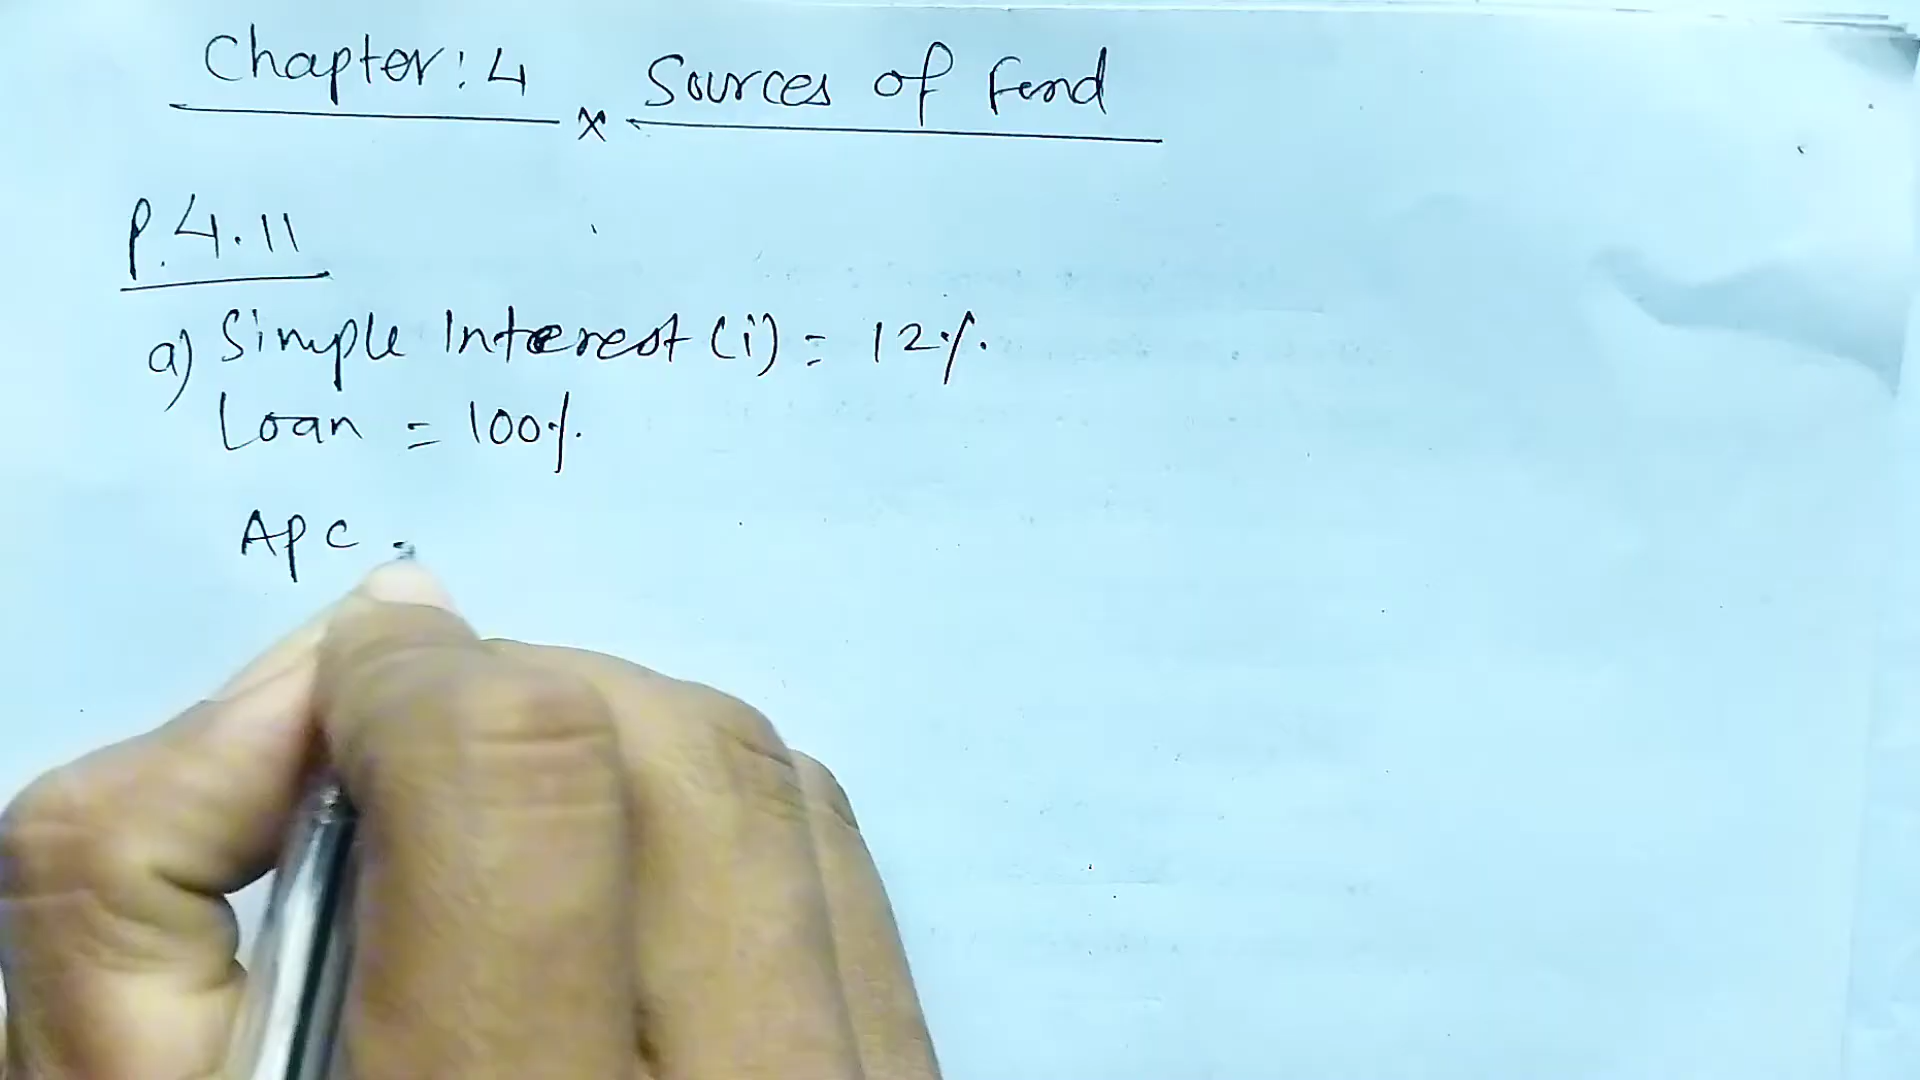 Chapter: 4 x Sources of Fund
P. 4.11
a) Simple Interest (i) = 12%.
Loan = 100%.
APC =